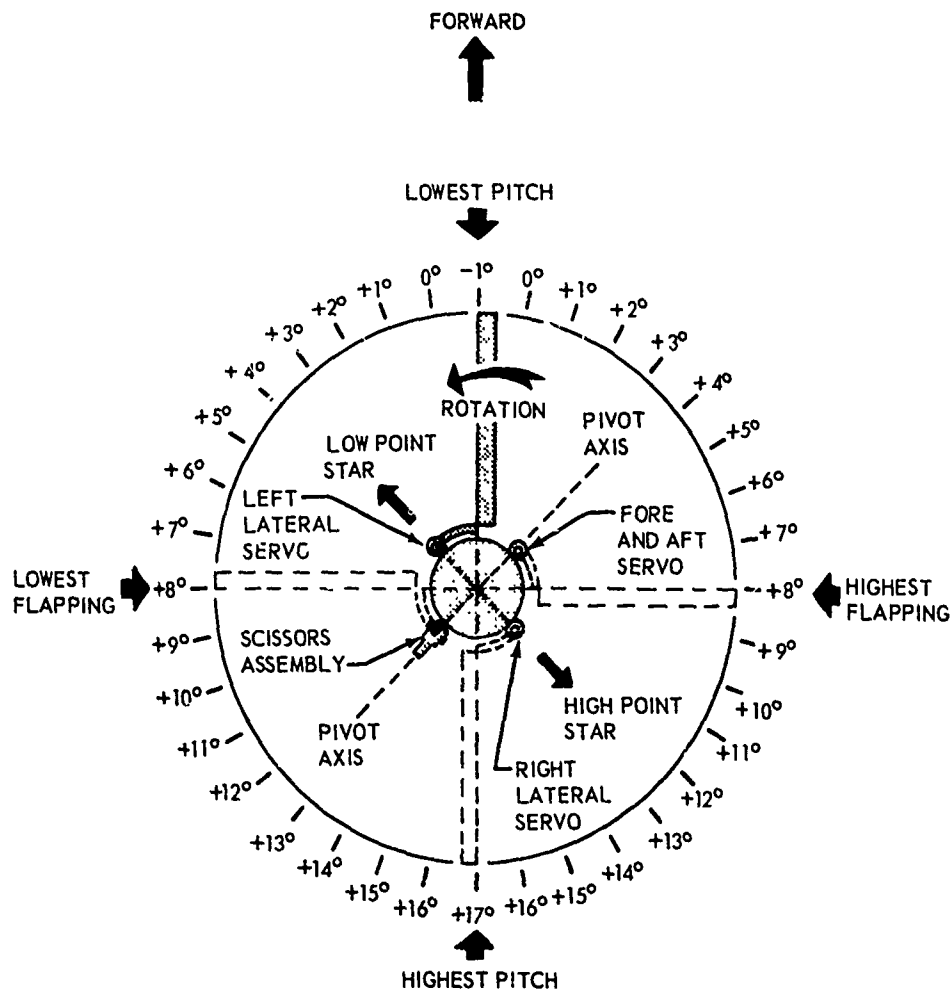 FORWARD
LOWEST PITCH
-1°
0°
0°
+1°
+1°
+2°
+2°
+3°
+3°
+4°
+4°
+5°
+5°
+6°
+6°
+7°
+7°
+8°
+8°
+9°
+9°
+10°
+10°
+11°
+11°
+12°
+12°
+13°
+13°
+14°
+14°
+15°
+15°
+16°
+16°
+17°
ROTATION
PIVOT
AXIS
LOW POINT
STAR
LEFT
LATERAL
SERVO
FORE
AND AFT
SERVO
LOWEST
FLAPPING
HIGHEST
FLAPPING
SCISSORS
ASSEMBLY
PIVOT
AXIS
HIGH POINT
STAR
RIGHT
LATERAL
SERVO
HIGHEST PITCH